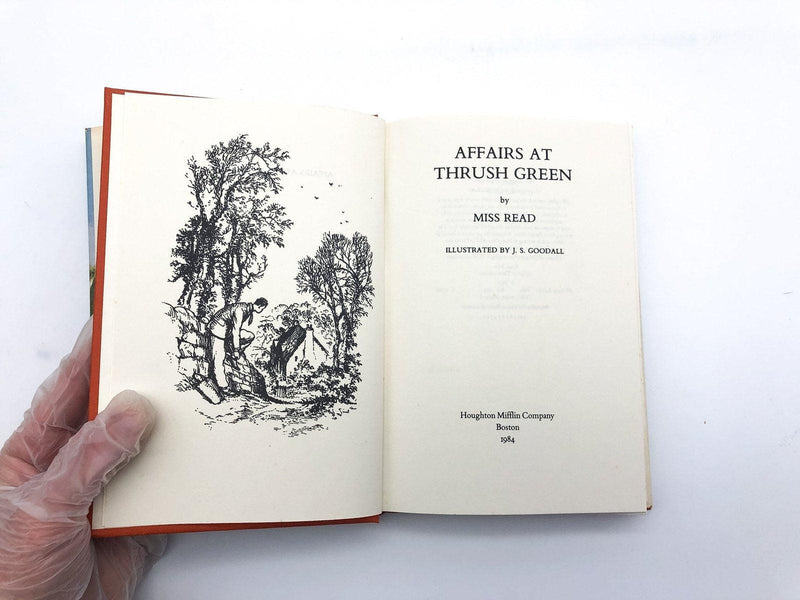 AFFAIRS AT
THRUSH GREEN
by
MISS READ
ILLUSTRATED BY J. S. GOODALL
Houghton Mifflin Company
Boston
1984